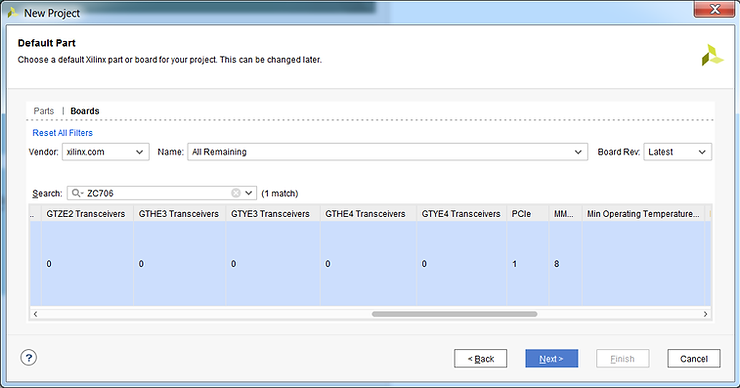 New Project
Default Part
Choose a default Xilinx part or board for your project. This can be changed later.
Parts | Boards
Reset All Filters
Vendor: xilinx.com Name: All Remaining Board Rev: Latest
Search: ZC706 (1 match)
.. GTZE2 Transceivers GTHE3 Transceivers GTYE3 Transceivers GTHE4 Transceivers GTYE4 Transceivers PCIe MM... Min Operating Temperature...
0 0 0 0 0 1 8
? < Back Next > Finish Cancel